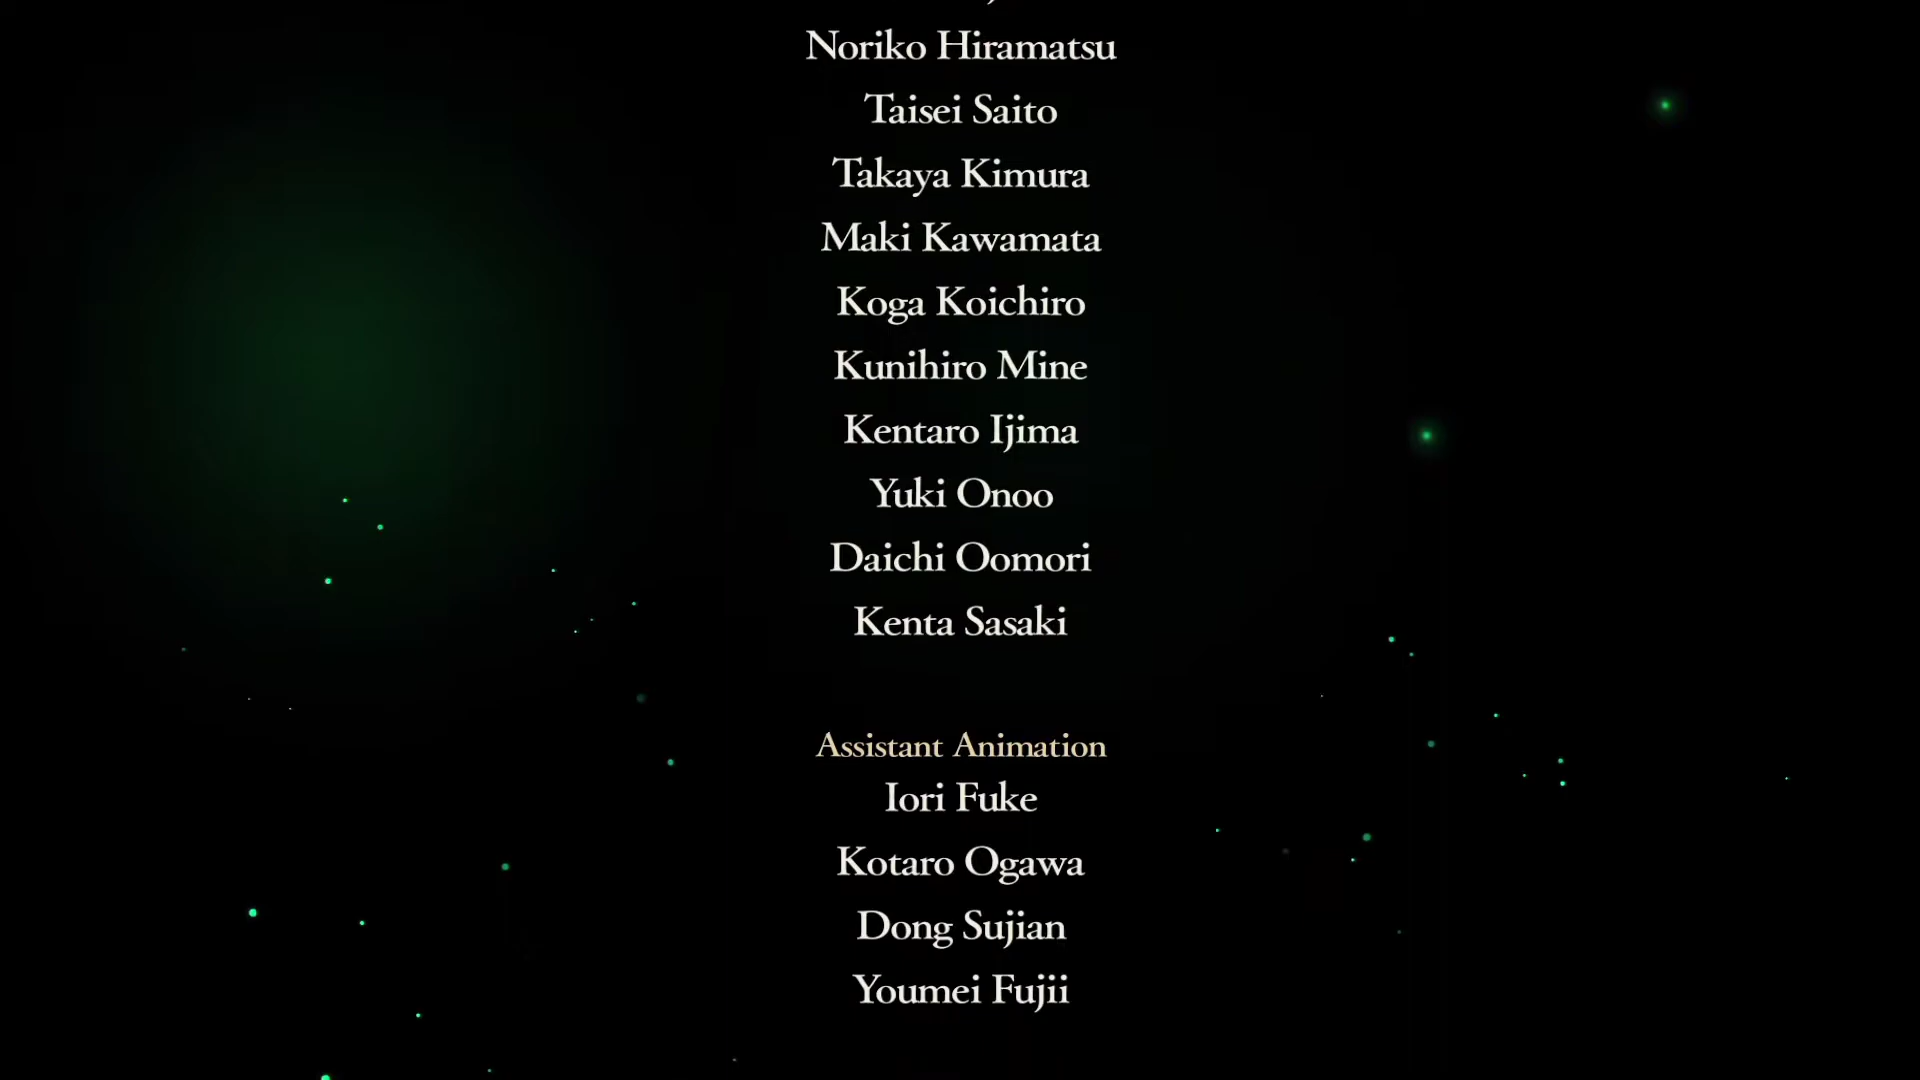 Noriko Hiramatsu
Taisei Saito
Takaya Kimura
Maki Kawamata
Koga Koichiro
Kunihiro Mine
Kentaro Ijima
Yuki Onoo
Daichi Oomori
Kenta Sasaki
Assistant Animation
Iori Fuke
Kotaro Ogawa
Dong Sujian
Youmei Fujii